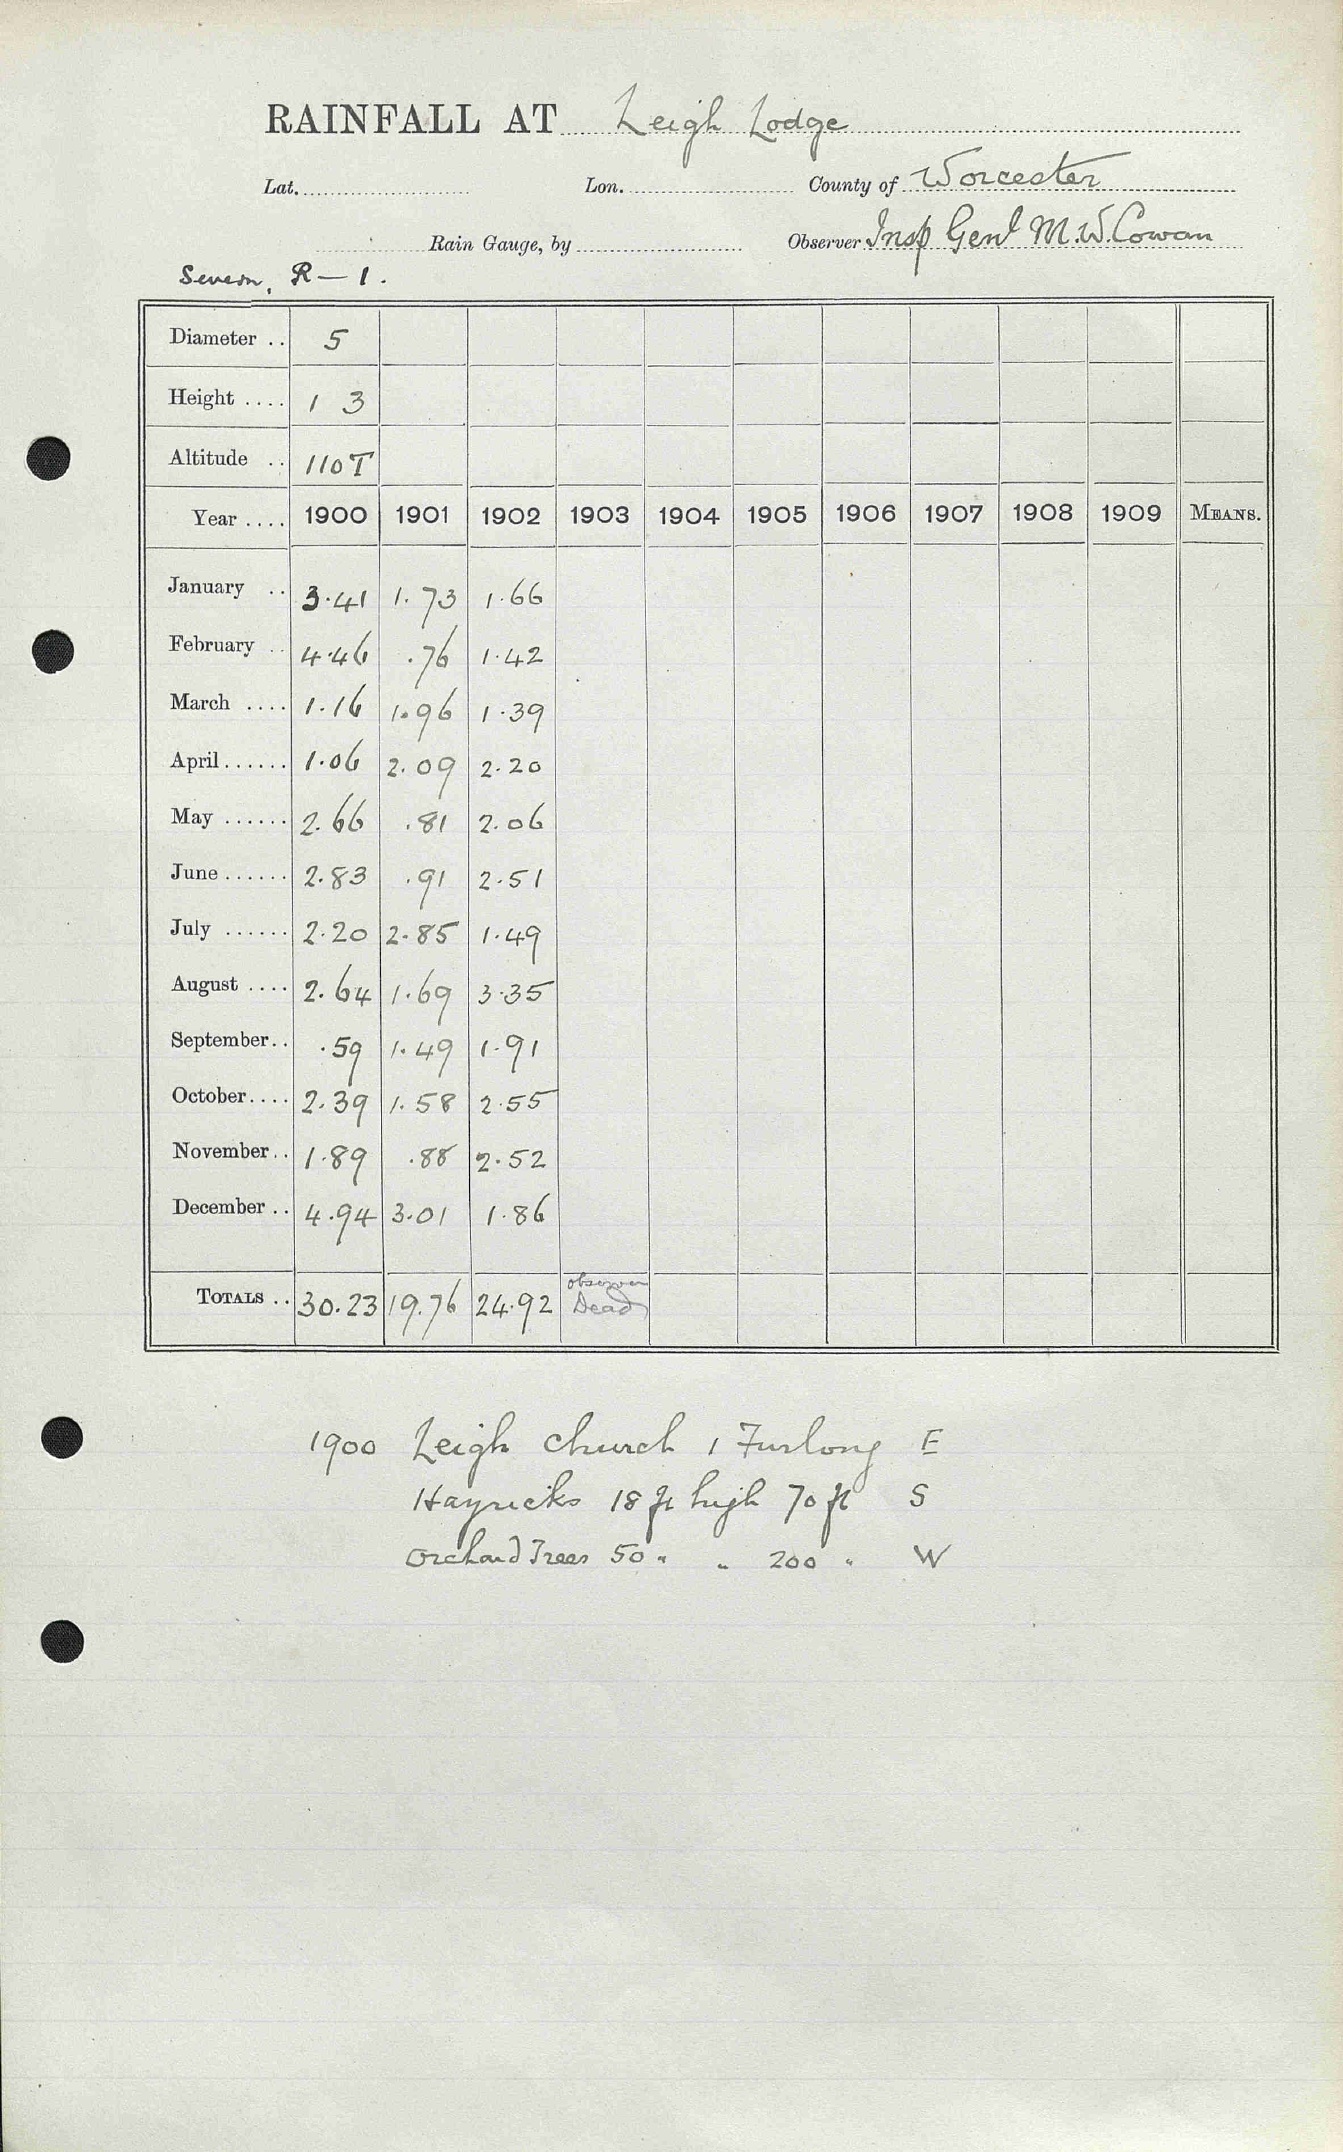 RAINFALL AT Leigh Lodge
Lat. Lon. County of Worcester
Rain Gauge, by Observer Insp Genl M.W. Cowan
Severn, R — 1.
Diameter .. 5
Height .... 1 3
Altitude .. 110 T
Year .... 1900 1901 1902 1903 1904 1905 1906 1907 1908 1909 MEANS.
January .. 3.41 1.73 1.66
February .. 4.46 .76 1.42
March .... 1.16 1.96 1.39
April ...... 1.06 2.09 2.20
May ...... 2.66 .81 2.06
June ...... 2.83 .91 2.51
July ...... 2.20 2.85 1.49
August .... 2.64 1.69 3.35
September .. .59 1.49 1.91
October .... 2.39 1.58 2.55
November .. 1.89 .88 2.52
December .. 4.94 3.01 1.86
TOTALS .. 30.23 19.76 24.92 observer Dead
1900 Leigh Church 1 Furlong E
Hayricks 18 ft high 70 ft S
Orchard Trees 50 " " 200 " W